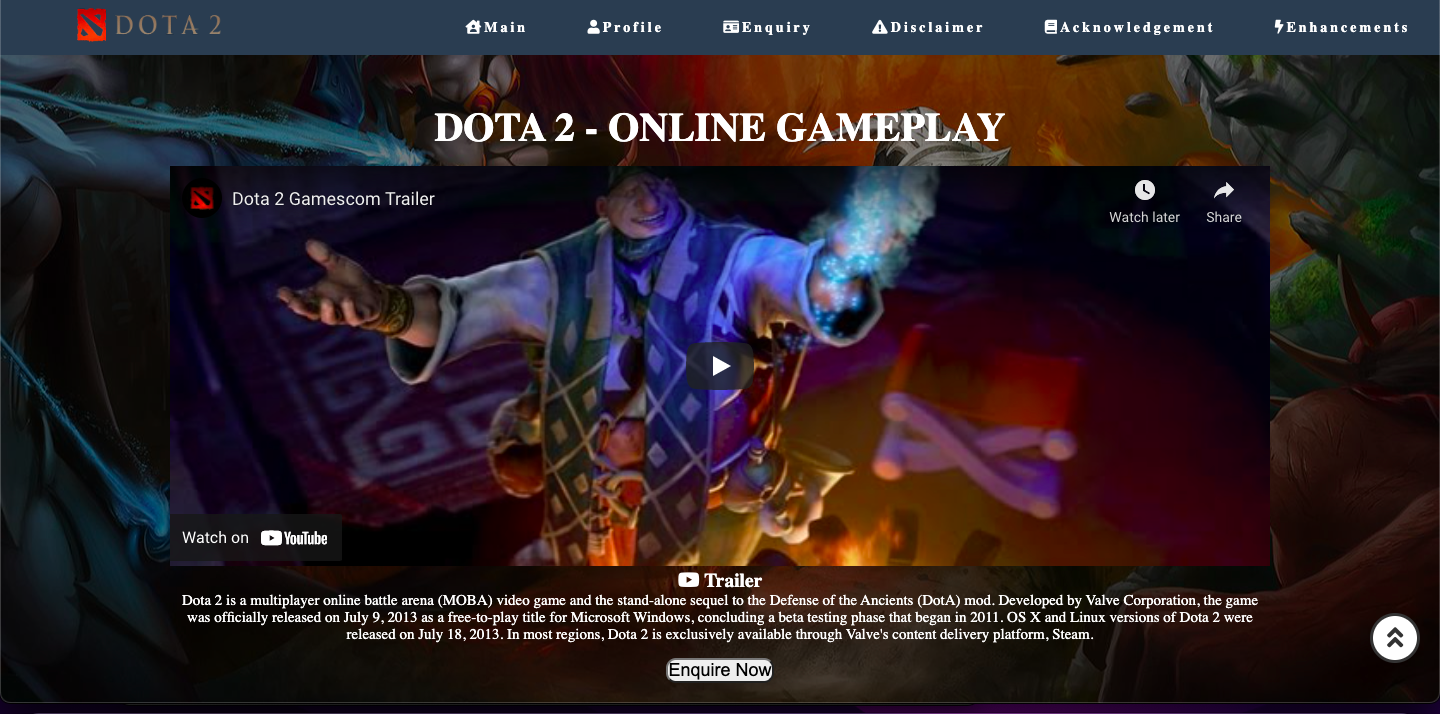 DOTA 2
Main Profile Enquiry Disclaimer Acknowledgement Enhancements
DOTA 2 - ONLINE GAMEPLAY
Dota 2 Gamescom Trailer
Watch later Share
Watch on YouTube
Trailer
Dota 2 is a multiplayer online battle arena (MOBA) video game and the stand-alone sequel to the Defense of the Ancients (DotA) mod. Developed by Valve Corporation, the game
was officially released on July 9, 2013 as a free-to-play title for Microsoft Windows, concluding a beta testing phase that began in 2011. OS X and Linux versions of Dota 2 were
released on July 18, 2013. In most regions, Dota 2 is exclusively available through Valve's content delivery platform, Steam.
Enquire Now